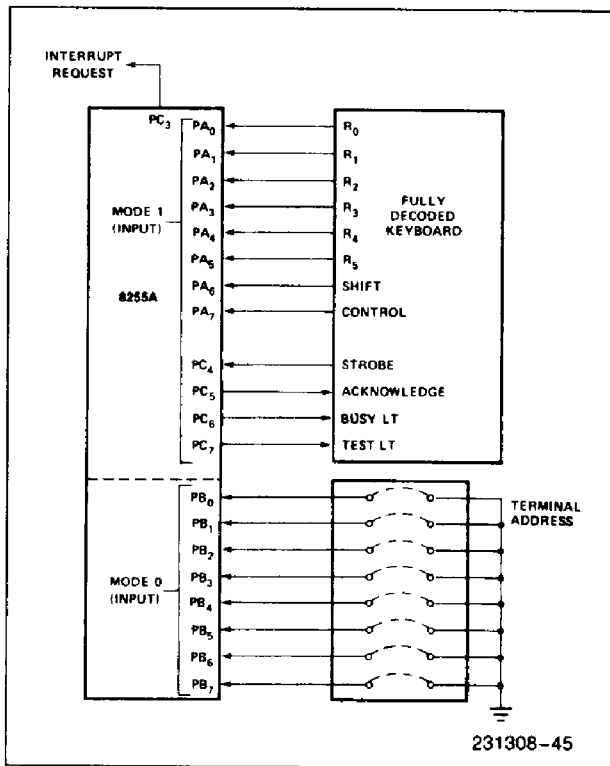 INTERRUPT
REQUEST
PC3
PA0 R0
PA1 R1
PA2 R2
MODE 1
(INPUT)
PA3 R3
FULLY
DECODED
KEYBOARD
PA4 R4
PA5 R5
8255A
PA6 SHIFT
PA7 CONTROL
PC4 STROBE
PC5 ACKNOWLEDGE
PC6 BUSY LT
PC7 TEST LT
PB0
TERMINAL
ADDRESS
PB1
PB2
MODE 0
(INPUT)
PB3
PB4
PB5
PB6
PB7
231308-45